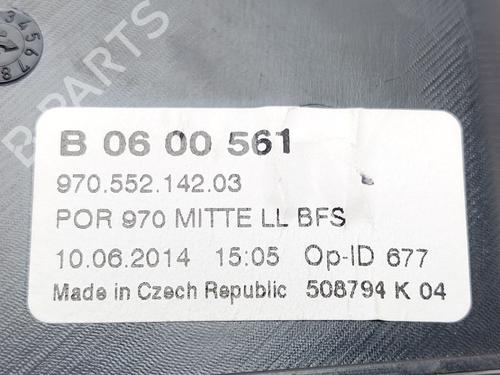 B 06 00 561
970.552.142.03
POR 970 MITTE LL BFS
10.06.2014 15:05 Op-ID 677
Made in Czech Republic 508794 K 04
B-PARTS